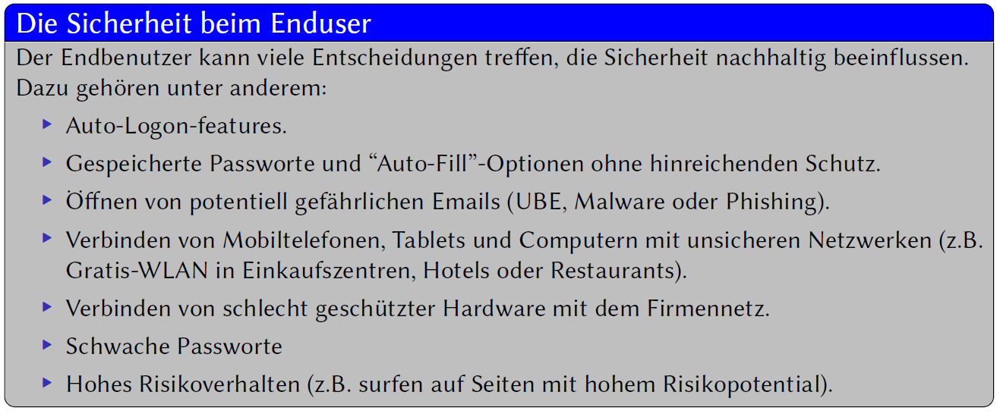 Die Sicherheit beim Enduser
Der Endbenutzer kann viele Entscheidungen treffen, die Sicherheit nachhaltig beeinflussen.
Dazu gehören unter anderem:
▶ Auto-Logon-features.
▶ Gespeicherte Passworte und “Auto-Fill”-Optionen ohne hinreichenden Schutz.
▶ Öffnen von potentiell gefährlichen Emails (UBE, Malware oder Phishing).
▶ Verbinden von Mobiltelefonen, Tablets und Computern mit unsicheren Netzwerken (z.B.
Gratis-WLAN in Einkaufszentren, Hotels oder Restaurants).
▶ Verbinden von schlecht geschützter Hardware mit dem Firmennetz.
▶ Schwache Passworte
▶ Hohes Risikoverhalten (z.B. surfen auf Seiten mit hohem Risikopotential).